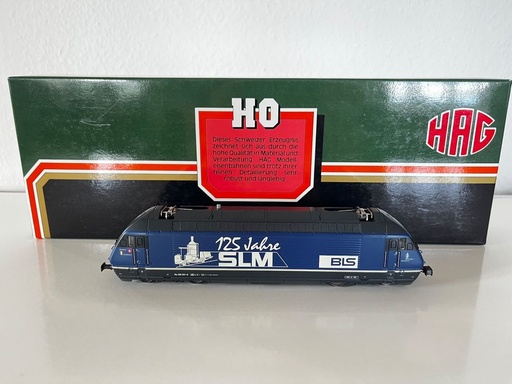 H0
HAG
Dieses Schweizer Erzeugnis
zeichnet sich aus durch die
hohe Qualität in Material und
Verarbeitung. HAG Modell-
eisenbahnen sind trotz ihrer
feinen Detaillierung sehr
robust und langlebig.
125 Jahre
SLM
BLS